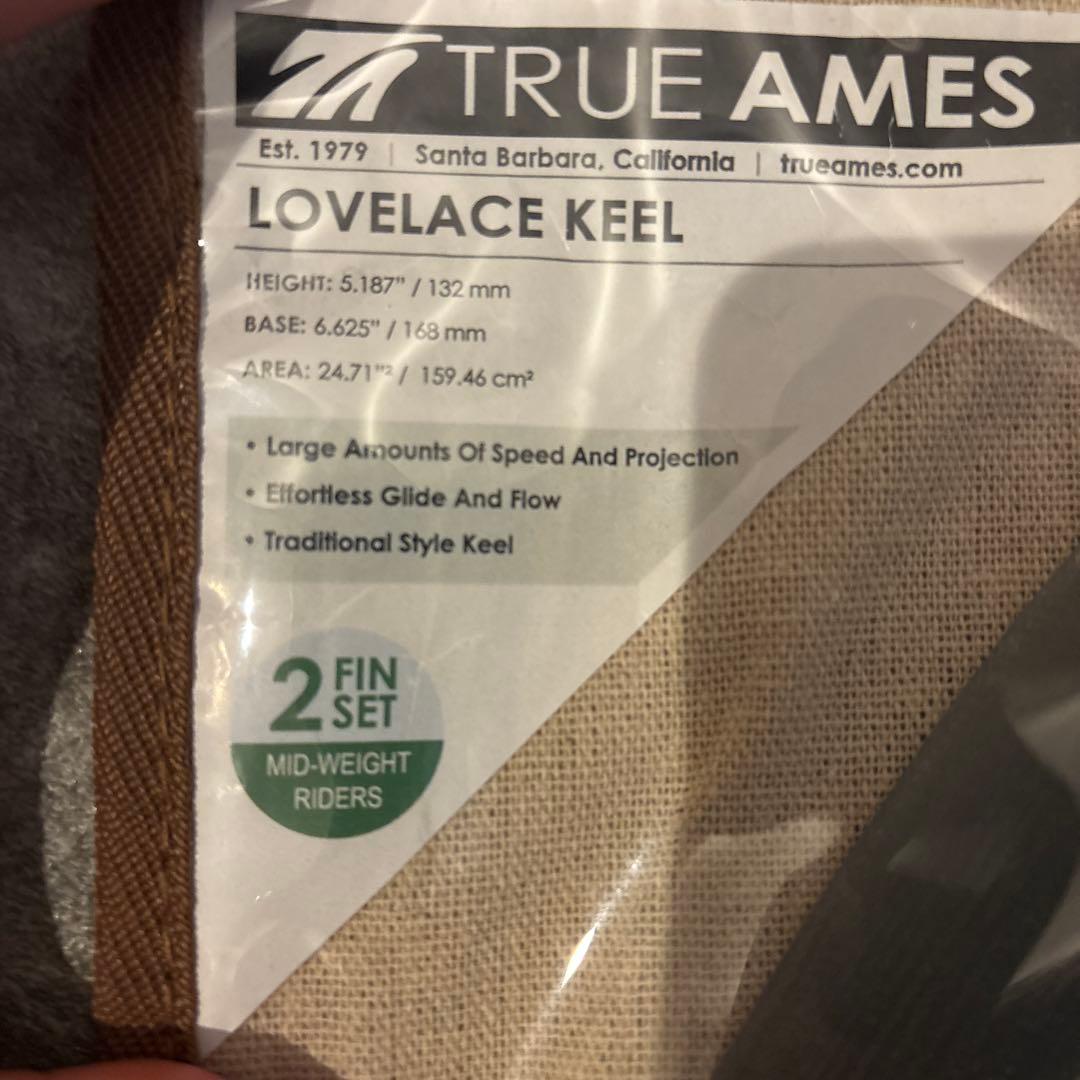 TRUE AMES
Est. 1979 | Santa Barbara, California | trueames.com
LOVELACE KEEL
HEIGHT: 5.187" / 132 mm
BASE: 6.625" / 168 mm
AREA: 24.71"² / 159.46 cm²
• Large Amounts Of Speed And Projection
• Effortless Glide And Flow
• Traditional Style Keel
2 FIN
SET
MID-WEIGHT
RIDERS